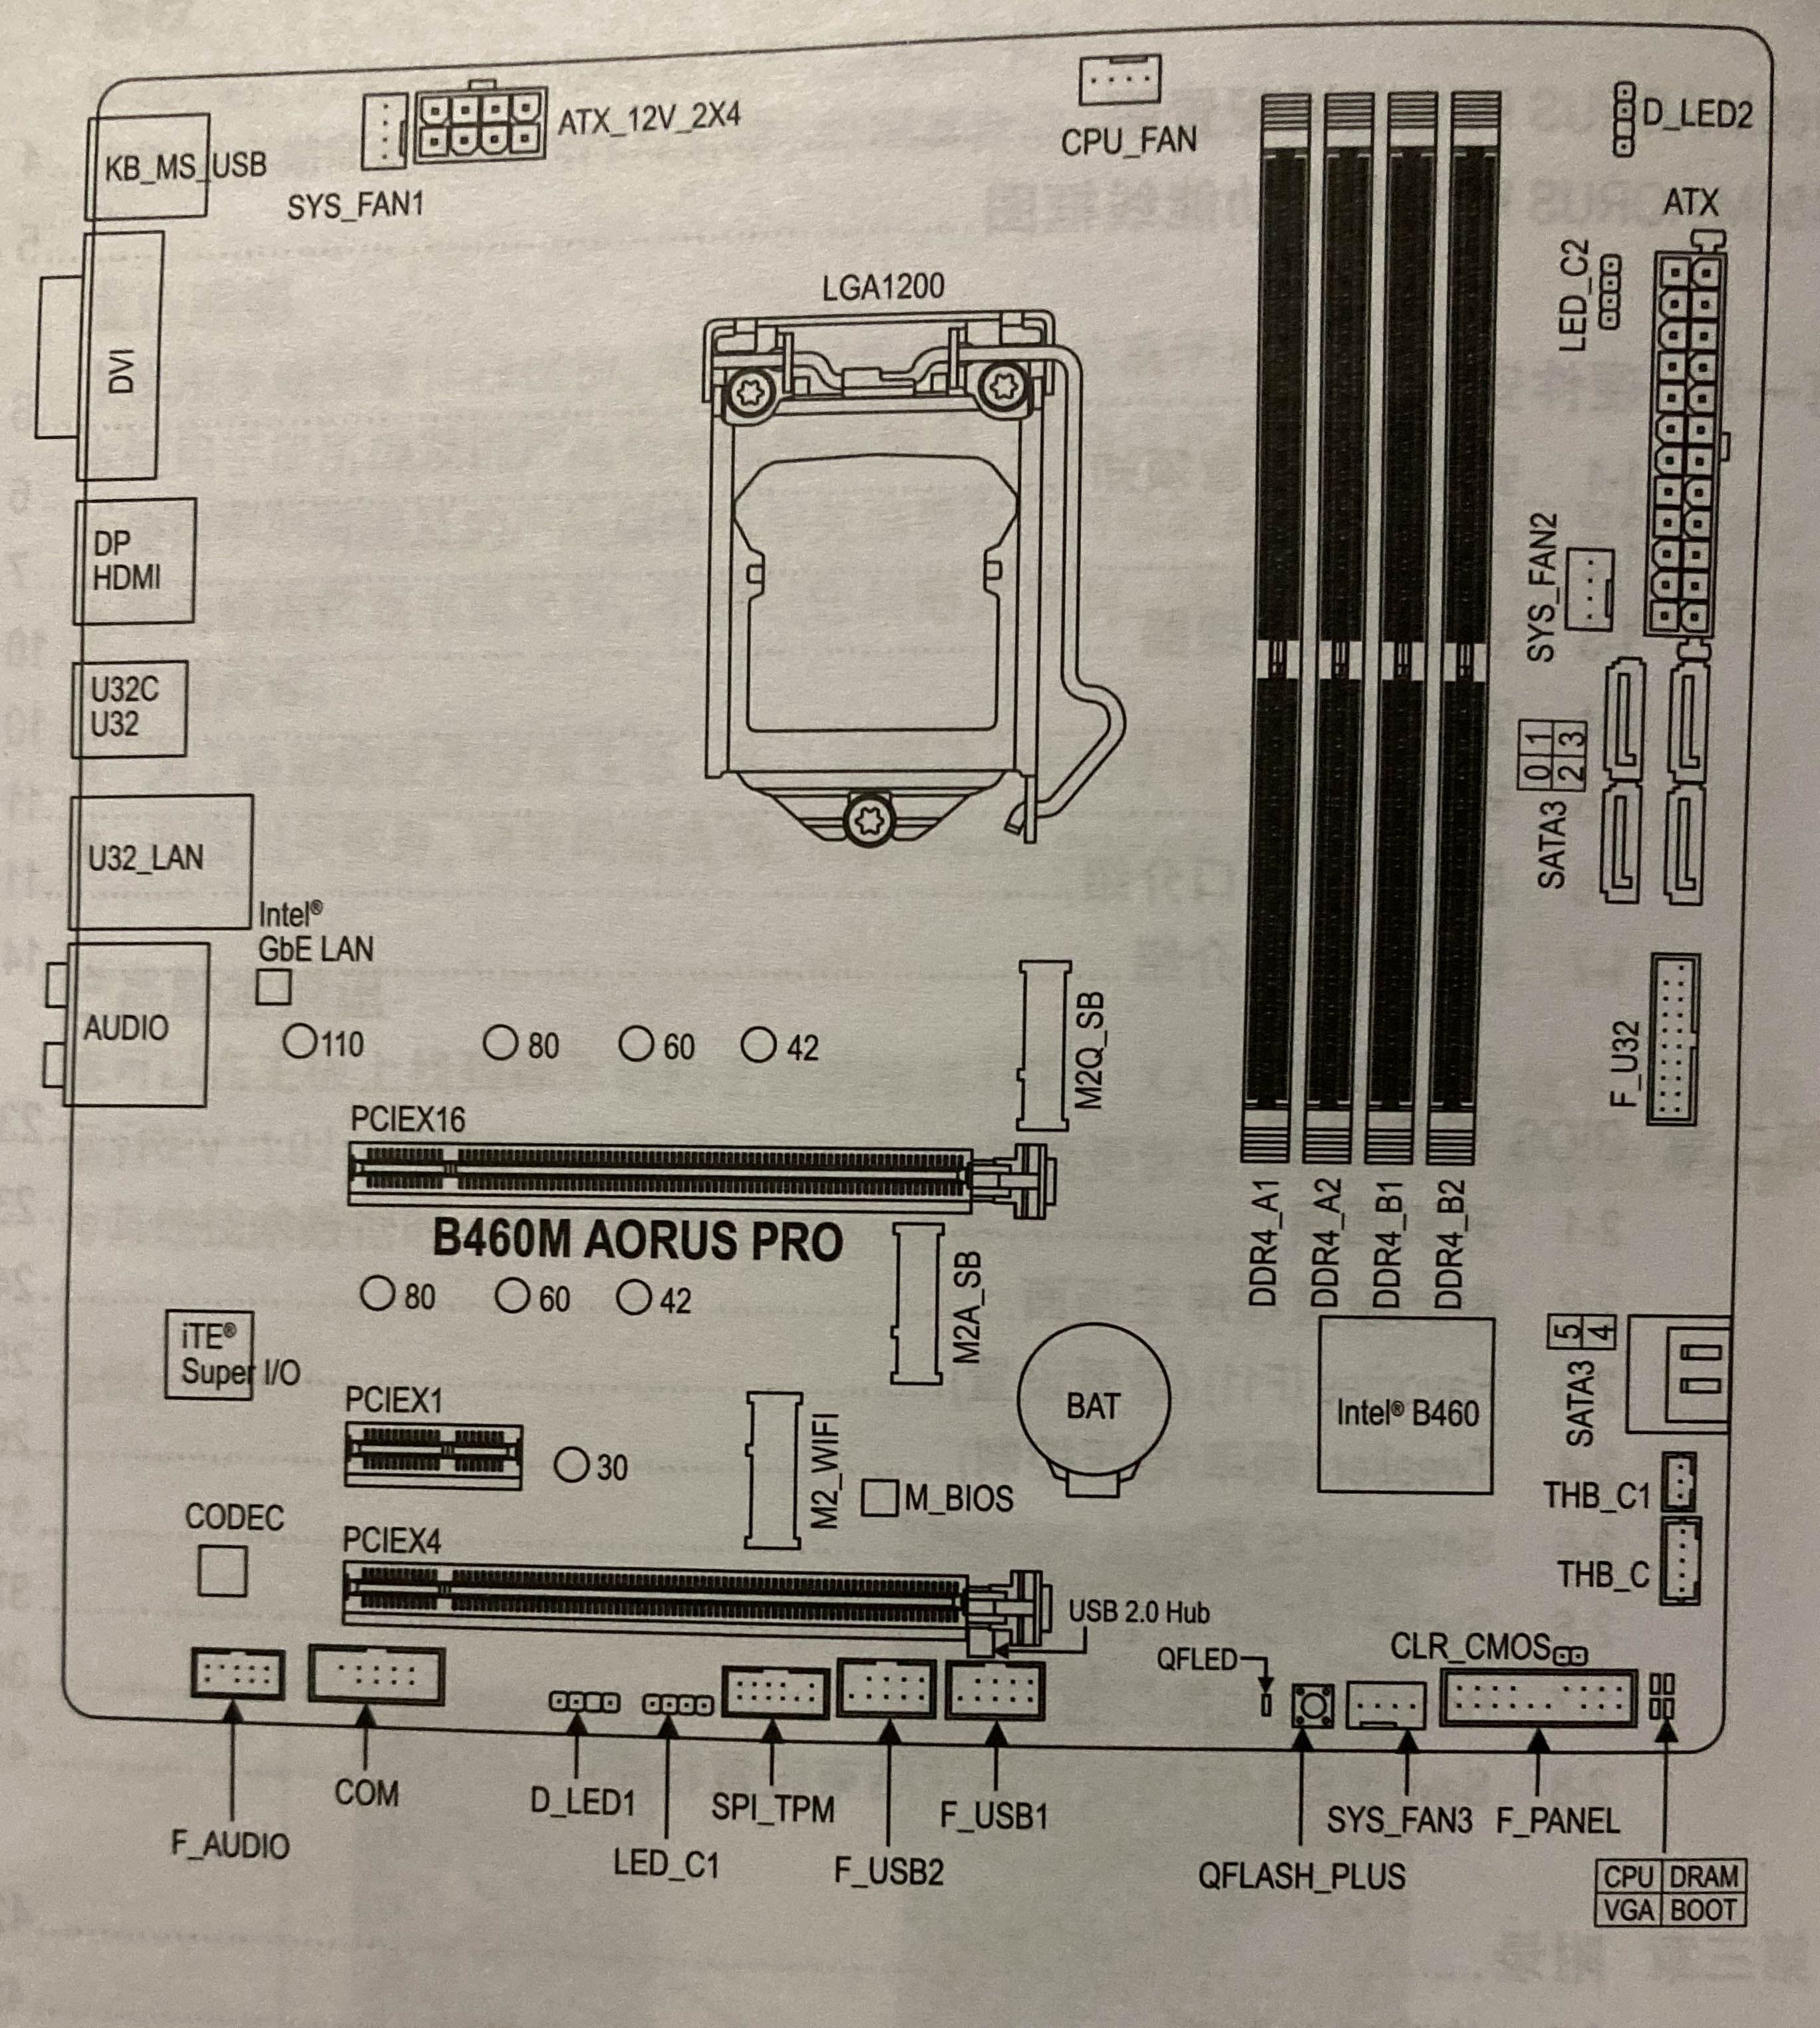 KB_MS_USB
SYS_FAN1
ATX_12V_2X4
CPU_FAN
D_LED2
ATX
LED_C2
LGA1200
DVI
DP
HDMI
SYS_FAN2
U32C
U32
0 1
2 3
SATA3
U32_LAN
Intel®
GbE LAN
AUDIO
110
80
60
42
M2Q_SB
F_U32
PCIEX16
B460M AORUS PRO
DDR4_A1
DDR4_A2
DDR4_B1
DDR4_B2
80
60
42
M2A_SB
iTE®
Super I/O
BAT
Intel® B460
5
4
SATA3
PCIEX1
30
M2_WIFI
M_BIOS
THB_C1
CODEC
PCIEX4
THB_C
USB 2.0 Hub
QFLED
CLR_CMOS
F_AUDIO
COM
D_LED1
LED_C1
SPI_TPM
F_USB2
F_USB1
QFLASH_PLUS
SYS_FAN3
F_PANEL
CPU DRAM
VGA BOOT